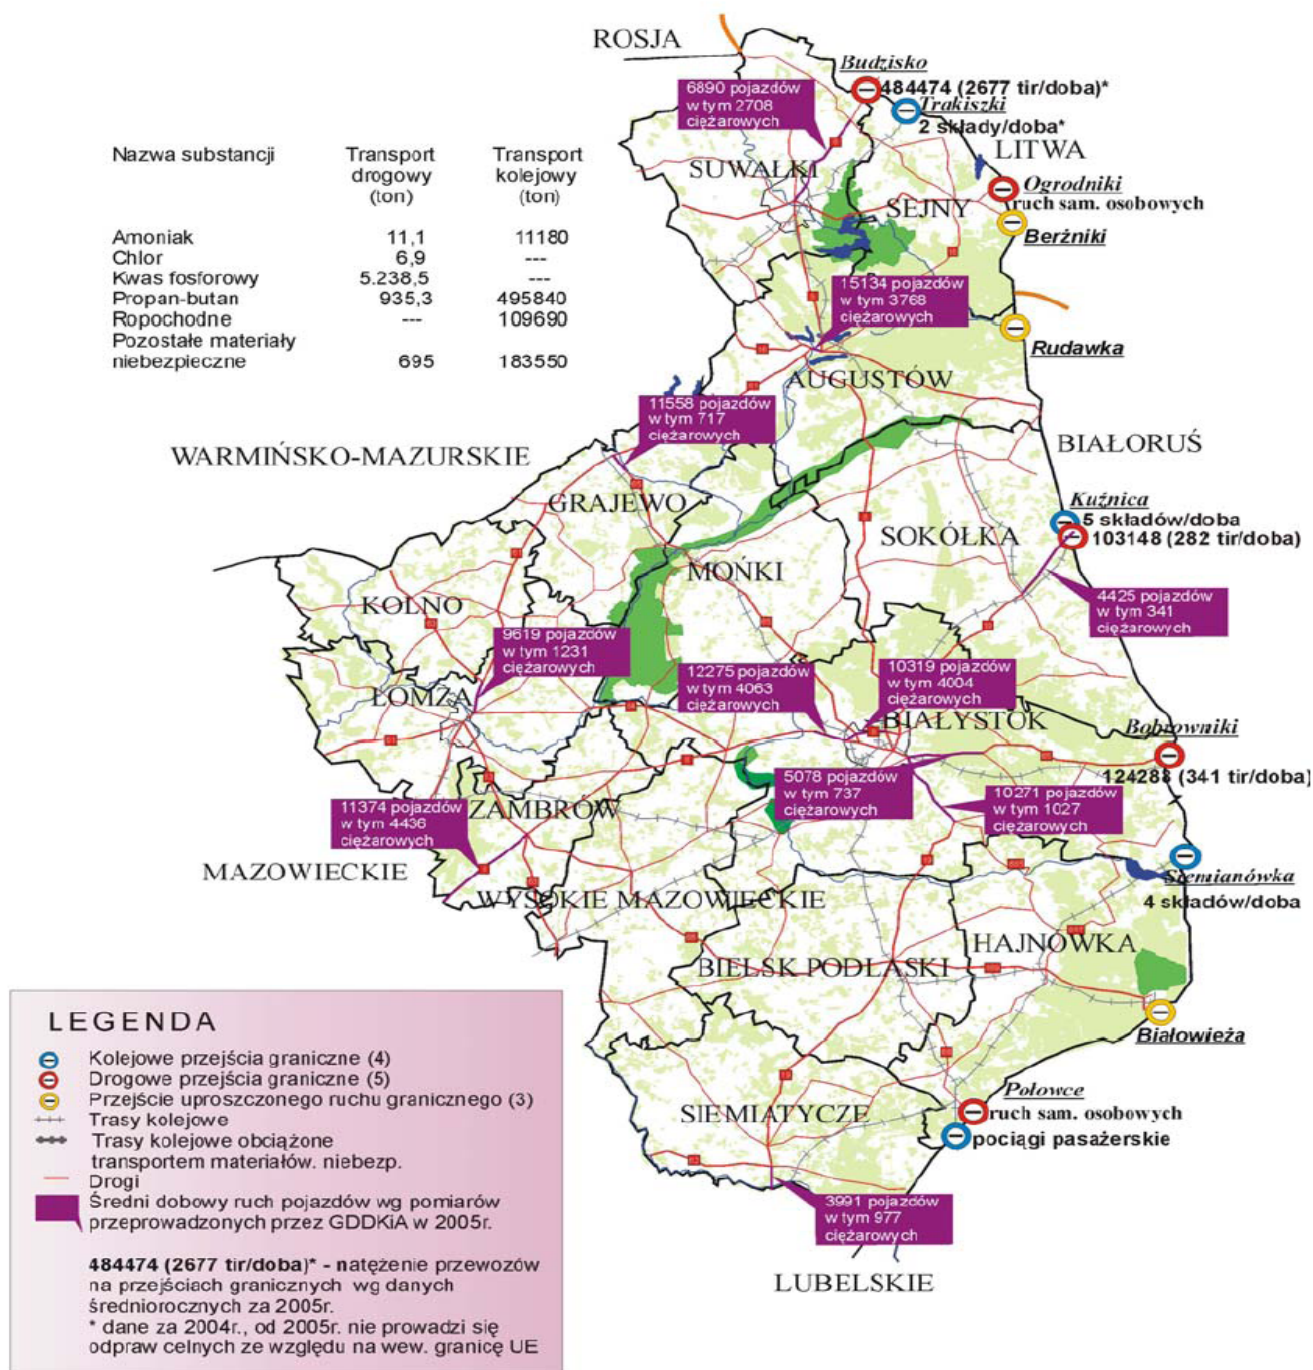 ROSJA
Budzisko
484474 (2677 tir/doba)*
Trakiszki
2 składy/doba*
6890 pojazdów
w tym 2708
ciężarowych
LITWA
SUWAŁKI
SEJNY
Ogrodniki
ruch sam. osobowych
Berżniki
Nazwa substancji Transport drogowy (ton) Transport kolejowy (ton)
Amoniak 11,1 11180
Chlor 6,9 ---
Kwas fosforowy 5.238,5 ---
Propan-butan 935,3 495840
Ropochodne --- 109690
Pozostałe materiały
niebezpieczne 695 183550
15134 pojazdów
w tym 3768
ciężarowych
Rudawka
AUGUSTÓW
11558 pojazdów
w tym 717
ciężarowych
WARMIŃSKO-MAZURSKIE
BIAŁORUŚ
GRAJEWO
Kuźnica
5 składów/doba
103148 (282 tir/doba)
SOKÓŁKA
MOŃKI
KOLNO
4425 pojazdów
w tym 341
ciężarowych
9619 pojazdów
w tym 1231
ciężarowych
12275 pojazdów
w tym 4063
ciężarowych
10319 pojazdów
w tym 4004
ciężarowych
ŁOMŻA
BIAŁYSTOK
Bobrowniki
124288 (341 tir/doba)
5078 pojazdów
w tym 737
ciężarowych
10271 pojazdów
w tym 1027
ciężarowych
11374 pojazdów
w tym 4436
ciężarowych
ZAMBRÓW
MAZOWIECKIE
Siemianówka
4 składów/doba
WYSOKIE MAZOWIECKIE
HAJNÓWKA
BIELSK PODLASKI
Białowieża
SIEMIATYCZE
Połowce
ruch sam. osobowych
pociągi pasażerskie
3991 pojazdów
w tym 977
ciężarowych
LUBELSKIE
LEGENDA
Kolejowe przejścia graniczne (4)
Drogowe przejścia graniczne (5)
Przejście uproszczonego ruchu granicznego (3)
Trasy kolejowe
Trasy kolejowe obciążone
transportem materiałów. niebezp.
Drogi
Średni dobowy ruch pojazdów wg pomiarów
przeprowadzonych przez GDDKiA w 2005r.
484474 (2677 tir/doba)* - natężenie przewozów
na przejściach granicznych wg danych
średniorocznych za 2005r.
* dane za 2004r., od 2005r. nie prowadzi się
odpraw celnych ze względu na wew. granicę UE